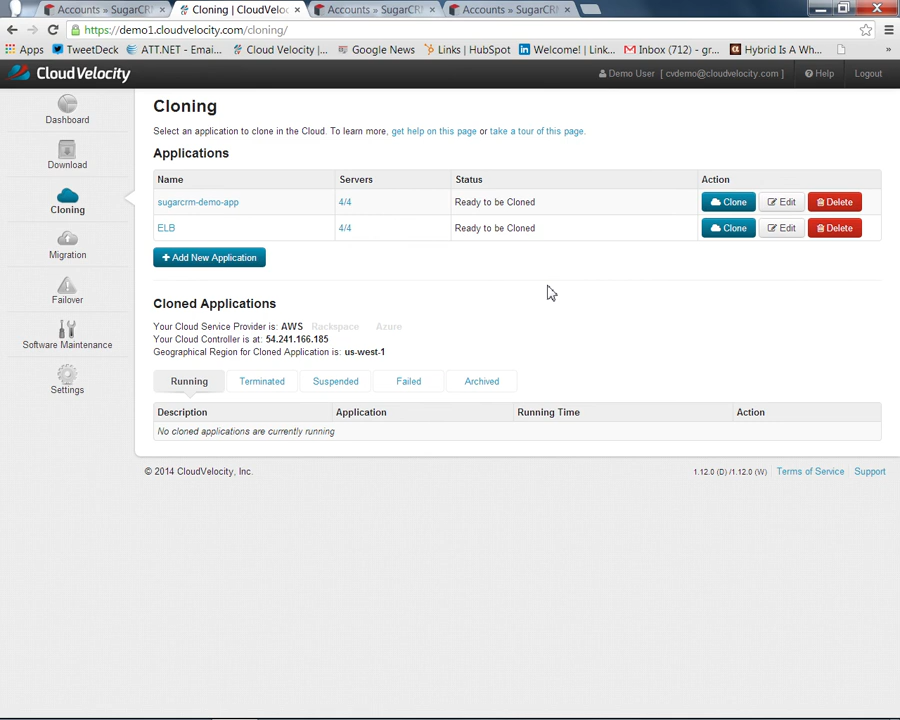 Accounts » SugarCR
Cloning | CloudVeloc
Accounts » SugarCR
Accounts » SugarCR
https://demo1.cloudvelocity.com/cloning/
Apps TweetDeck ATT.NET - Emai... Cloud Velocity |... Google News Links | HubSpot Welcome! | Link... Inbox (712) - gr... Hybrid Is A Wh... »
CloudVelocity
Demo User [ cvdemo@cloudvelocity.com ] Help Logout
Dashboard
Download
Cloning
Migration
Failover
Software Maintenance
Settings
Cloning
Select an application to clone in the Cloud. To learn more, get help on this page or take a tour of this page.
Applications
Name Servers Status Action
sugarcrm-demo-app 4/4 Ready to be Cloned Clone Edit Delete
ELB 4/4 Ready to be Cloned Clone Edit Delete
+ Add New Application
Cloned Applications
Your Cloud Service Provider is: AWS Rackspace Azure
Your Cloud Controller is at: 54.241.166.185
Geographical Region for Cloned Application is: us-west-1
Running Terminated Suspended Failed Archived
Description Application Running Time Action
No cloned applications are currently running
© 2014 CloudVelocity, Inc.
1.12.0 (D) /1.12.0 (W) Terms of Service Support